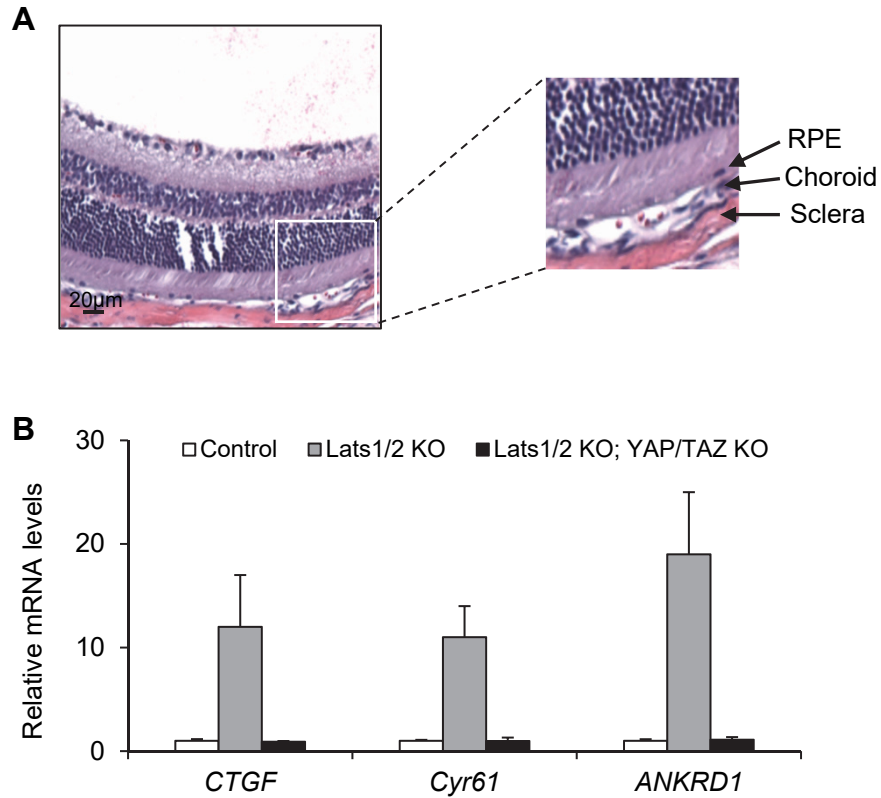 A
RPE
Choroid
Sclera
20µm
B
Control Lats1/2 KO Lats1/2 KO; YAP/TAZ KO
Relative mRNA levels
30
20
10
0
CTGF Cyr61 ANKRD1